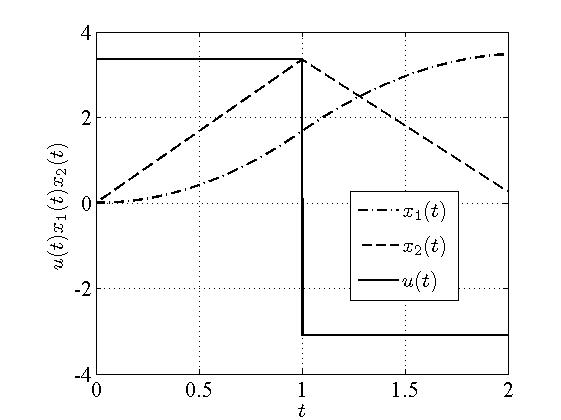 4
2
0
-2
-4
u(t)x₁(t)x₂(t)
x₁(t)
x₂(t)
u(t)
0 0.5 1 1.5 2
t